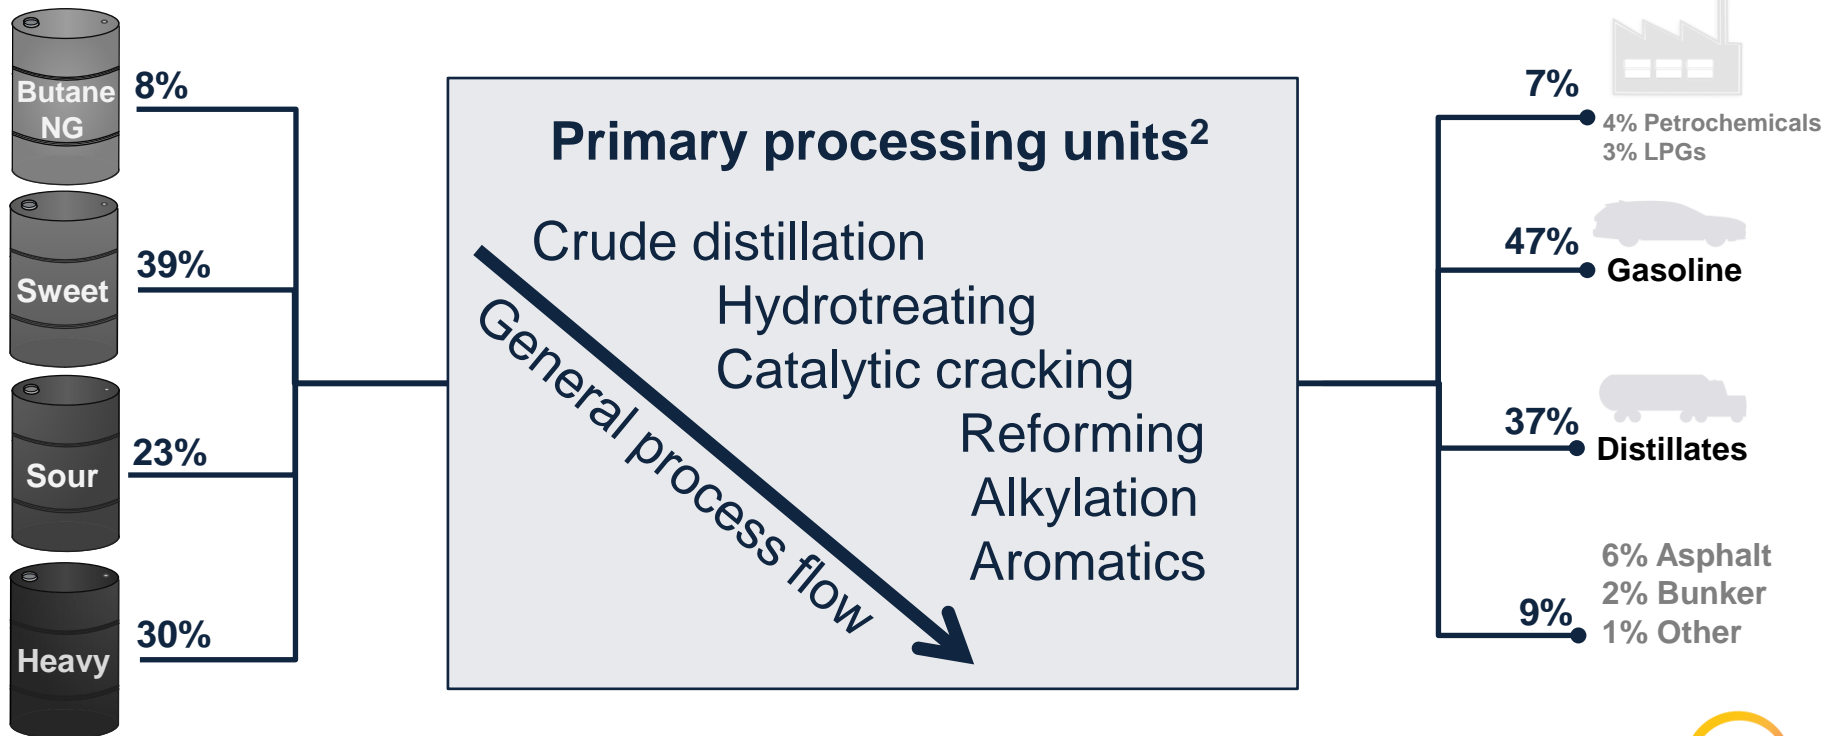 Butane
NG
8%
Sweet
39%
Sour
23%
Heavy
30%
Primary processing units²
Crude distillation
Hydrotreating
Catalytic cracking
Reforming
Alkylation
Aromatics
General process flow
7%
4% Petrochemicals
3% LPGs
47%
Gasoline
37%
Distillates
9%
6% Asphalt
2% Bunker
1% Other